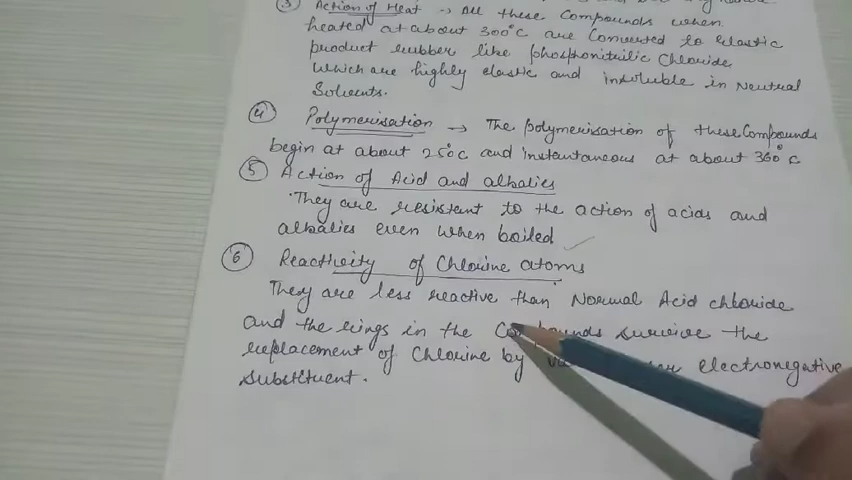 ③ Action of Heat → All these Compounds when
heated at about 300°C are Converted to elastic
product rubber like phosphonitrilic Chloride
Which are highly elastic and insoluble in Neutral
Solvents.
④ Polymerisation → The polymerisation of these Compounds
begin at about 250°C and instantaneous at about 360°C
⑤ Action of Acid and alkalies
They are resistent to the action of acids and
alkalies even when boiled
⑥ Reactivity of Chlorine atoms
They are less reactive than Normal Acid chloride
and the rings in the survive the
replacement of Chlorine by electronegative
substituent.